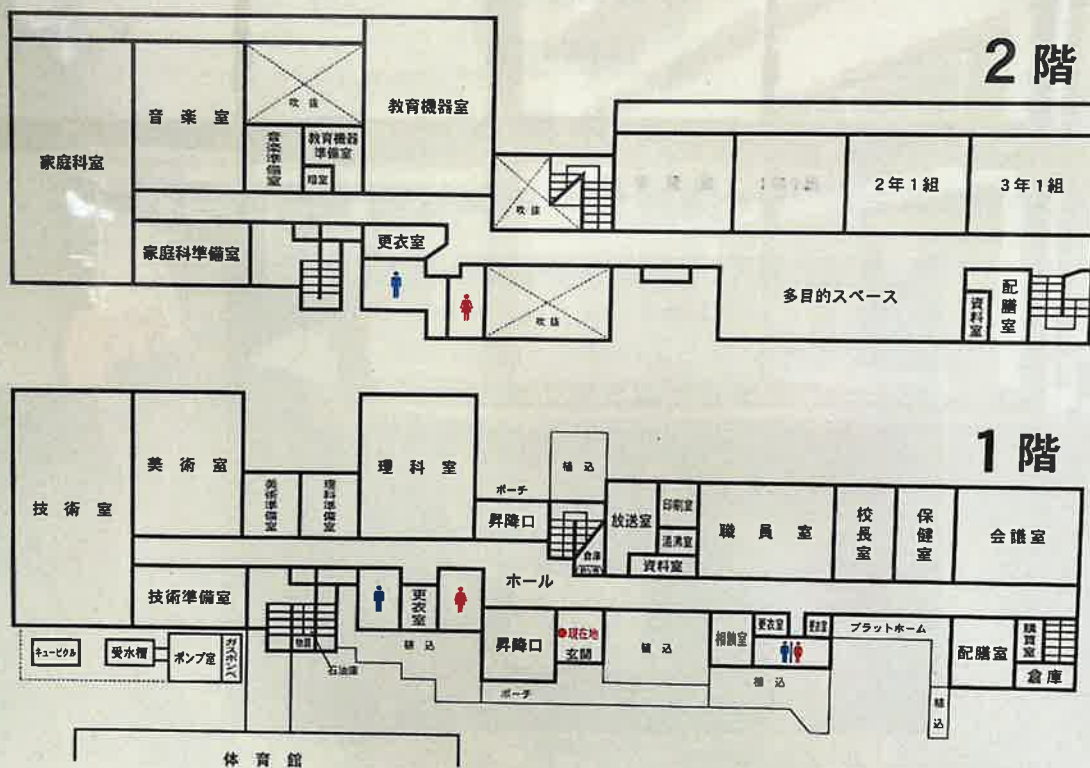 2階
家庭科室
音楽室
吹抜
音楽準備室
教育機器
準備室
暗室
教育機器室
吹抜
1年1組
2年1組
3年1組
家庭科準備室
更衣室
吹抜
多目的スペース
資料室
配膳室
1階
技術室
美術室
美術準備室
理科準備室
理科室
ポーチ
昇降口
植込
倉庫
放送室
印刷室
湯沸室
資料室
職員室
校長室
保健室
会議室
ホール
技術準備室
物置
石油庫
更衣室
植込
昇降口
現在地
玄関
植込
相談室
更衣室
更衣室
プラットホーム
配膳室
購買室
倉庫
キュービクル
受水槽
ポンプ室
ガスボンベ
ポーチ
植込
植込
体育館